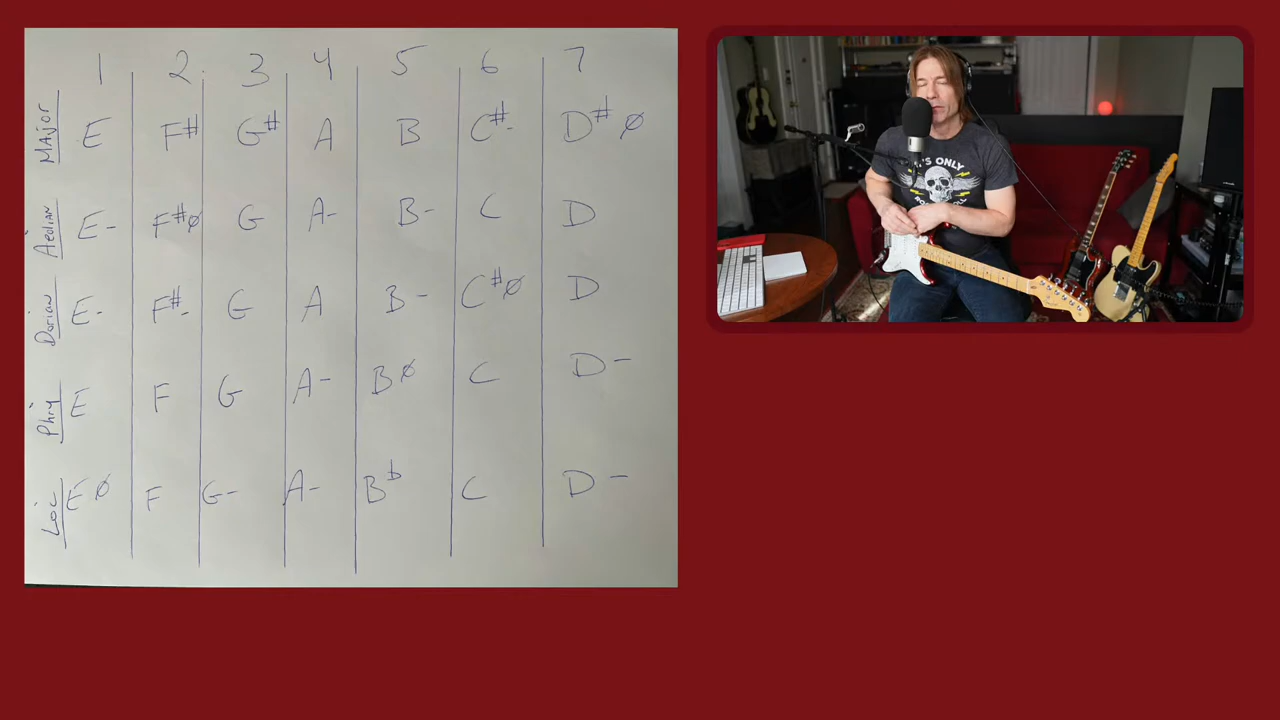 1 2 3 4 5 6 7
Major E F# G# A B C#- D#ø
Aeolian E- F#ø G A- B- C D
Dorian E- F#- G A B- C#ø D
Phry E F G A- Bø C D-
Loc Eø F G- A- Bb C D-
IT'S ONLY